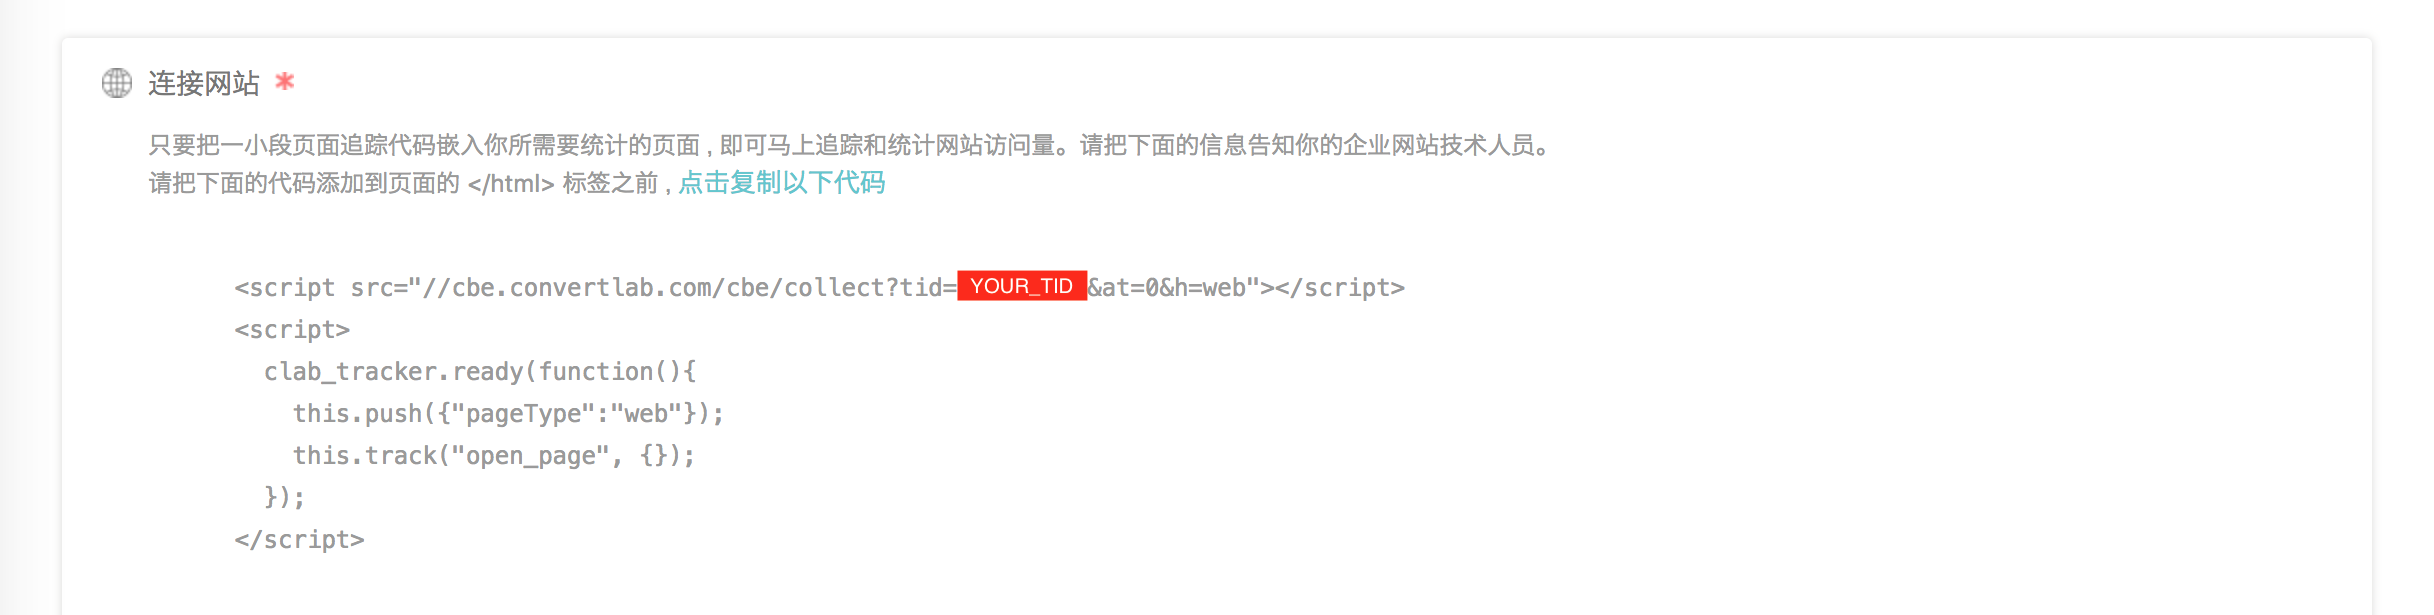 连接网站 *
只要把一小段页面追踪代码嵌入你所需要统计的页面 , 即可马上追踪和统计网站访问量。请把下面的信息告知你的企业网站技术人员。
请把下面的代码添加到页面的 </html> 标签之前 , 点击复制以下代码
<script src="//cbe.convertlab.com/cbe/collect?tid=YOUR_TID&at=0&h=web"></script>
<script>
clab_tracker.ready(function(){
this.push({"pageType":"web"});
this.track("open_page", {});
});
</script>